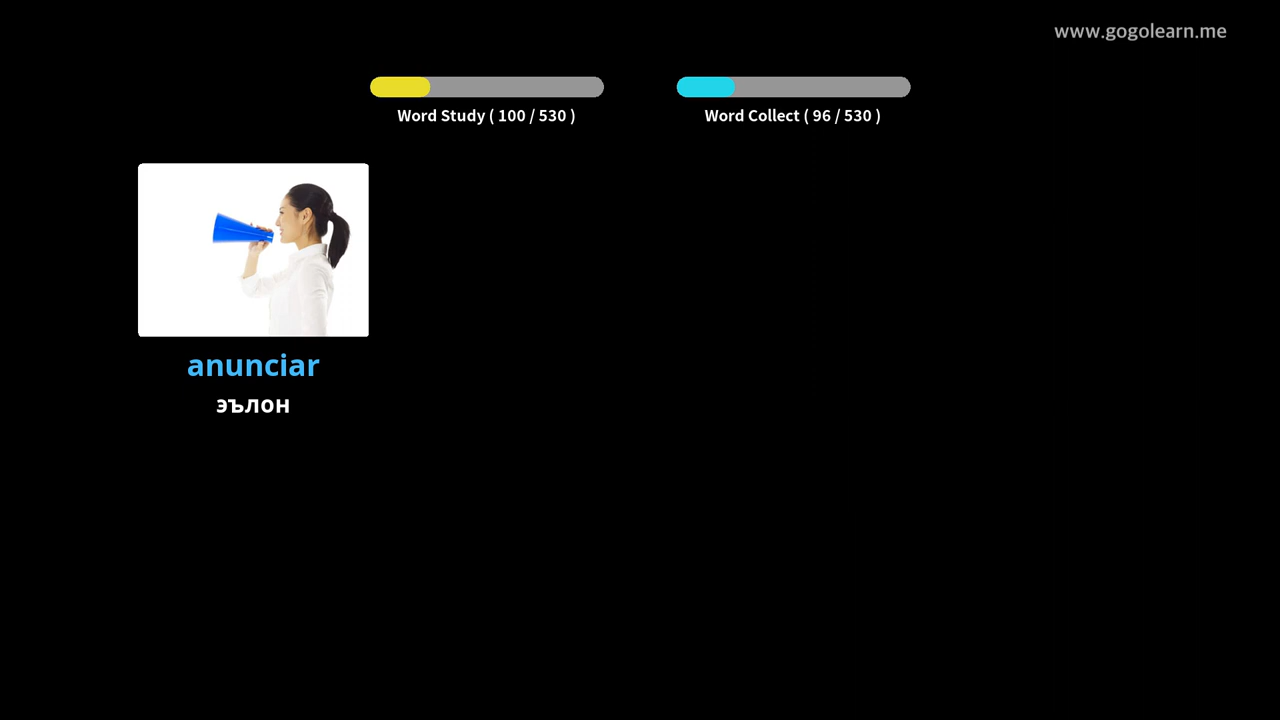 www.gogolearn.me
Word Study ( 100 / 530 )
Word Collect ( 96 / 530 )
anunciar
эълон